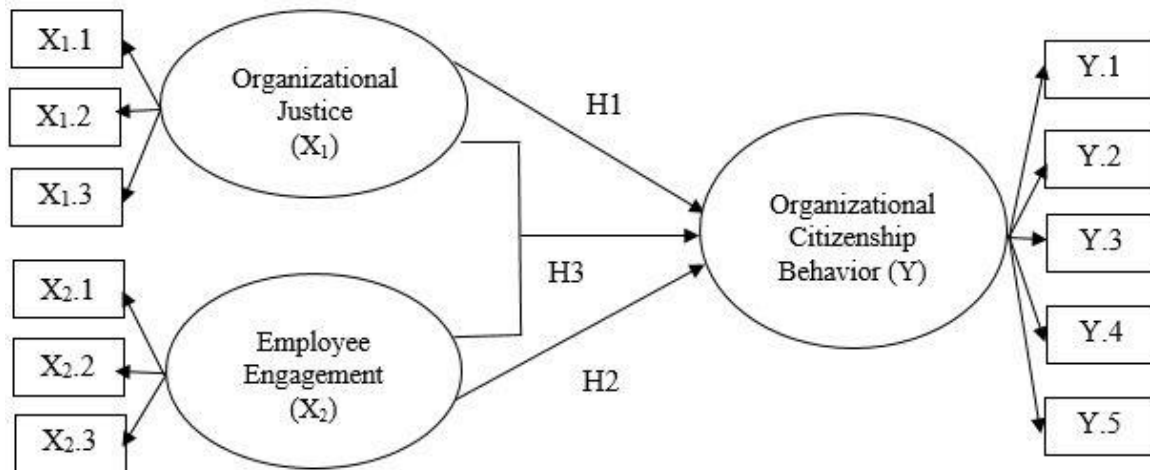 X₁.1
X₁.2
X₁.3
Organizational
Justice
(X₁)
H1
X₂.1
X₂.2
X₂.3
Employee
Engagement
(X₂)
H3
H2
Organizational
Citizenship
Behavior (Y)
Y.1
Y.2
Y.3
Y.4
Y.5